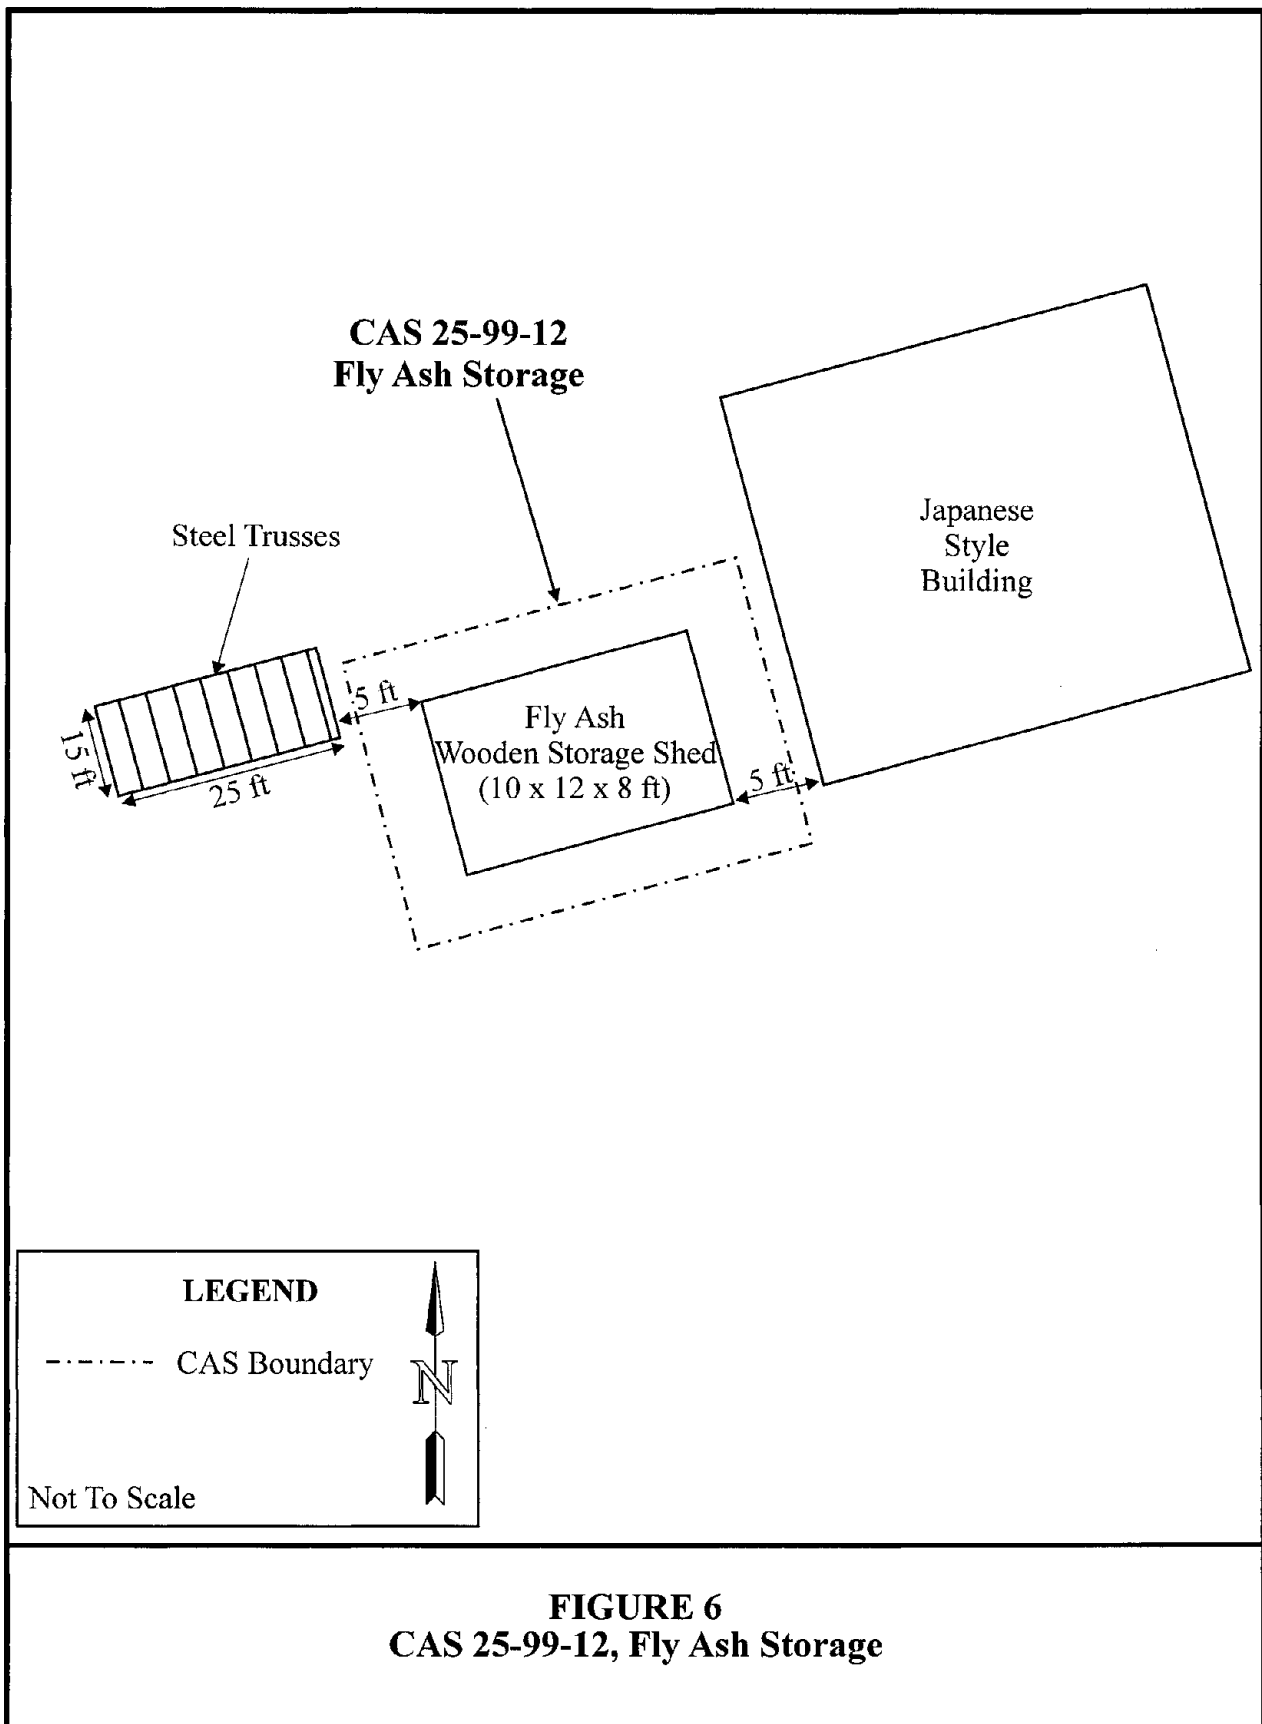 CAS 25-99-12
Fly Ash Storage
Steel Trusses
Japanese
Style
Building
5 ft
Fly Ash
Wooden Storage Shed
(10 x 12 x 8 ft)
15 ft
25 ft
5 ft
LEGEND
CAS Boundary
N
Not To Scale
FIGURE 6
CAS 25-99-12, Fly Ash Storage